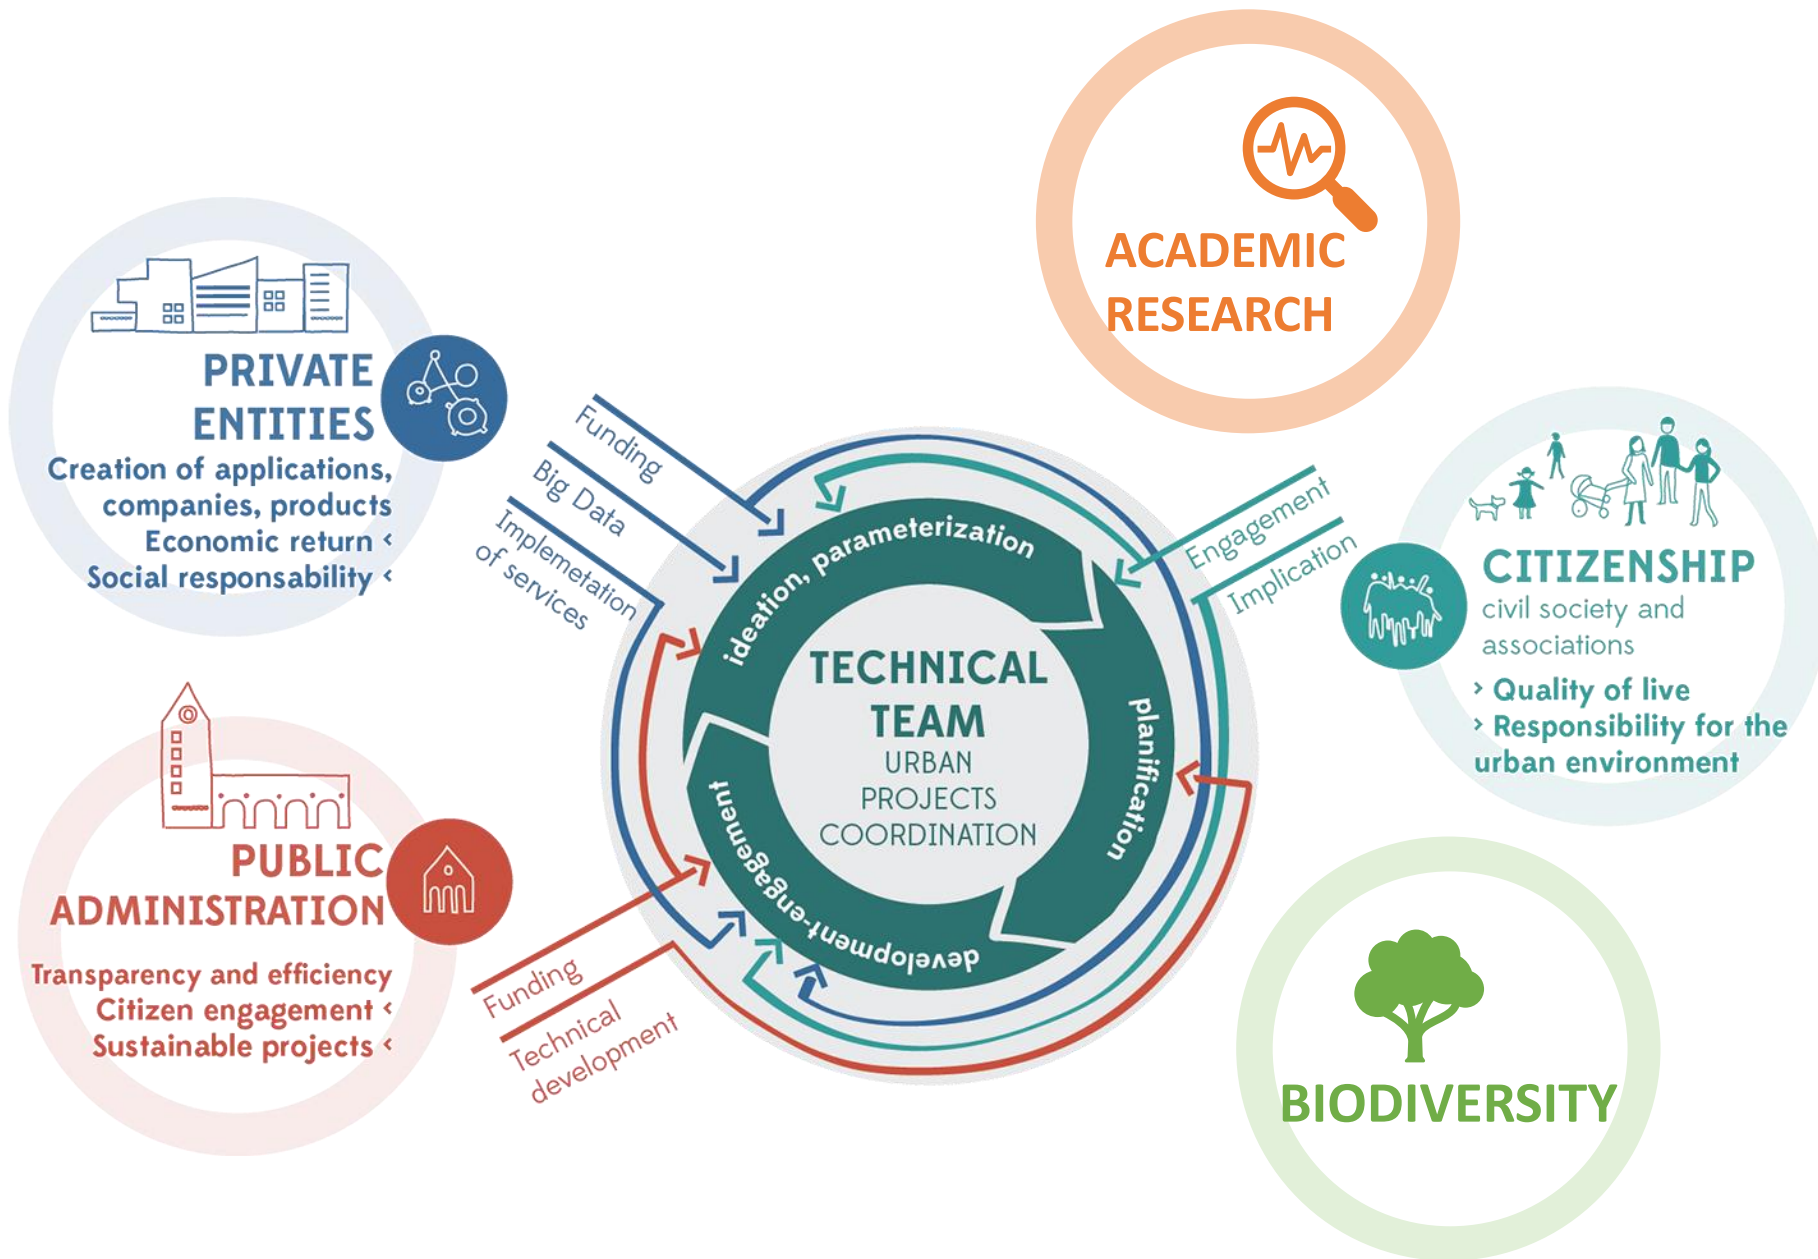 ACADEMIC
RESEARCH
PRIVATE
ENTITIES
Creation of applications,
companies, products
Economic return <
Social responsability <
Funding
Big Data
Implemetation
of services
Engagement
Implication
CITIZENSHIP
civil society and
associations
> Quality of live
> Responsibility for the
urban environment
ideation, parameterization
planification
development-engagement
TECHNICAL
TEAM
URBAN
PROJECTS
COORDINATION
PUBLIC
ADMINISTRATION
Transparency and efficiency
Citizen engagement <
Sustainable projects <
Funding
Technical
development
BIODIVERSITY